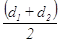 (d₁ + d₂)
2